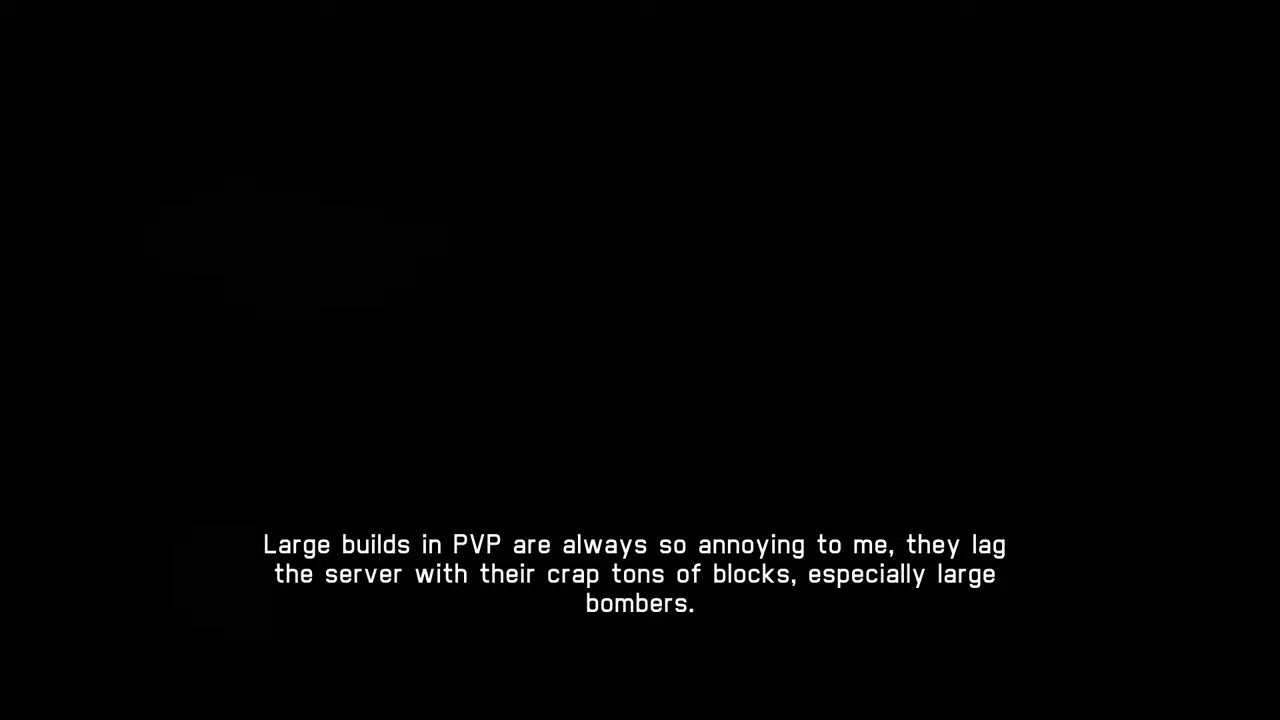 Large builds in PVP are always so annoying to me, they lag
the server with their crap tons of blocks, especially large
bombers.